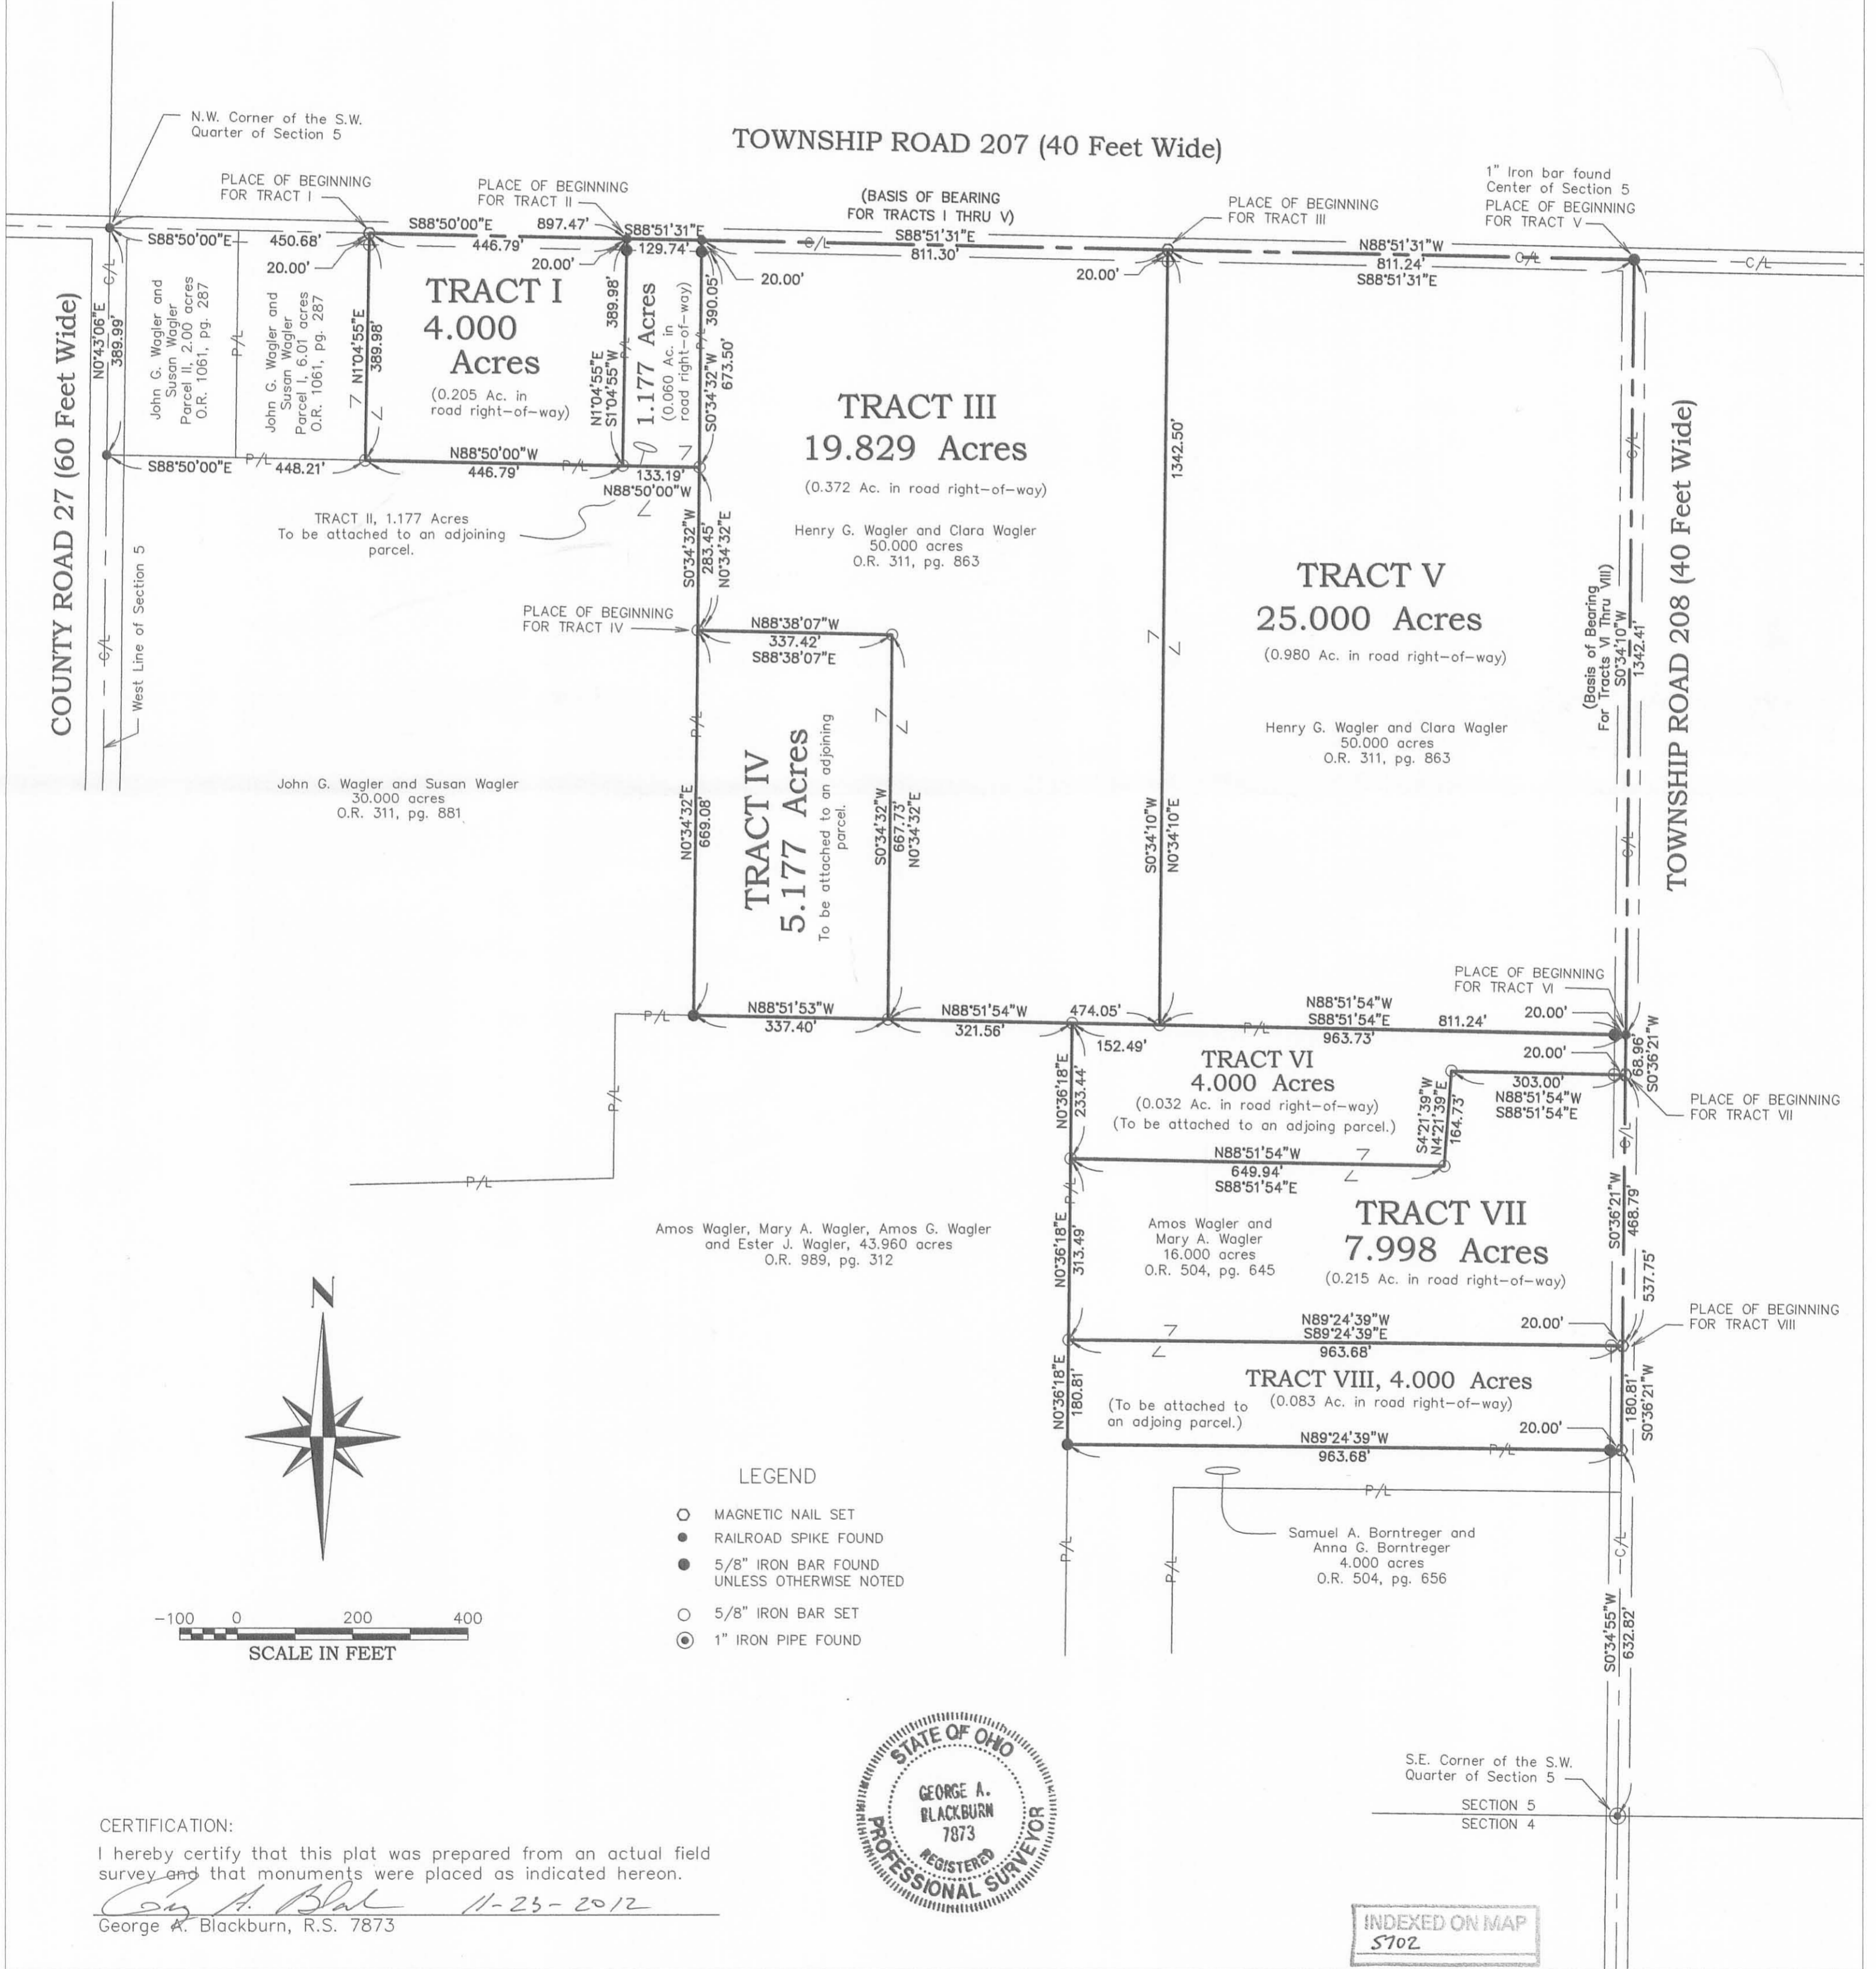 N.W. Corner of the S.W.
Quarter of Section 5
TOWNSHIP ROAD 207 (40 Feet Wide)
PLACE OF BEGINNING
FOR TRACT I
PLACE OF BEGINNING
FOR TRACT II
(BASIS OF BEARING
FOR TRACTS I THRU V)
PLACE OF BEGINNING
FOR TRACT III
1" Iron bar found
Center of Section 5
PLACE OF BEGINNING
FOR TRACT V
S88°50'00"E
450.68'
20.00'
S88°50'00"E
897.47'
446.79'
20.00'
S88°51'31"E
129.74'
20.00'
C/L
S88°51'31"E
811.30'
20.00'
N88°51'31"W
811.24'
S88°51'31"E
C/L
C/L
COUNTY ROAD 27 (60 Feet Wide)
C/L
N0°43'06"E
389.99'
John G. Wagler and
Susan Wagler
Parcel II, 2.00 acres
O.R. 1061, pg. 287
P/L
John G. Wagler and
Susan Wagler
Parcel I, 6.01 acres
O.R. 1061, pg. 287
N1°04'55"E
389.98'
TRACT I
4.000
Acres
(0.205 Ac. in
road right-of-way)
389.98'
P/L
N1°04'55"E
S1°04'55"W
1.177 Acres
(0.060 Ac. in
road right-of-way)
390.05'
P/L
S0°34'32"W
673.50'
S88°50'00"E
P/L
448.21'
N88°50'00"W
446.79'
P/L
133.19'
N88°50'00"W
TRACT II, 1.177 Acres
To be attached to an adjoining
parcel.
C/L
West Line of Section 5
TRACT III
19.829 Acres
(0.372 Ac. in road right-of-way)
Henry G. Wagler and Clara Wagler
50.000 acres
O.R. 311, pg. 863
S0°34'32"W
283.45'
N0°34'32"E
PLACE OF BEGINNING
FOR TRACT IV
N88°38'07"W
337.42'
S88°38'07"E
1342.50'
S0°34'10"W
N0°34'10"E
TRACT V
25.000 Acres
(0.980 Ac. in road right-of-way)
Henry G. Wagler and Clara Wagler
50.000 acres
O.R. 311, pg. 863
(Basis of Bearing
For Tracts VI Thru VIII)
S0°34'10"W
1342.41'
C/L
C/L
TOWNSHIP ROAD 208 (40 Feet Wide)
John G. Wagler and Susan Wagler
30.000 acres
O.R. 311, pg. 881
P/L
N0°34'32"E
669.08'
TRACT IV
5.177 Acres
To be attached to an adjoining
parcel.
S0°34'32"W
667.73'
N0°34'32"E
P/L
N88°51'53"W
337.40'
N88°51'54"W
321.56'
474.05'
152.49'
P/L
N88°51'54"W
S88°51'54"E
963.73'
811.24'
PLACE OF BEGINNING
FOR TRACT VI
20.00'
P/L
P/L
N0°36'18"E
233.44'
TRACT VI
4.000 Acres
(0.032 Ac. in road right-of-way)
(To be attached to an adjoing parcel.)
S4°21'39"W
N4°21'39"E
164.73'
20.00'
303.00'
N88°51'54"W
S88°51'54"E
68.96'
S0°36'21"W
PLACE OF BEGINNING
FOR TRACT VII
C/L
N88°51'54"W
649.94'
S88°51'54"E
P/L
N0°36'18"E
313.49'
Amos Wagler, Mary A. Wagler, Amos G. Wagler
and Ester J. Wagler, 43.960 acres
O.R. 989, pg. 312
Amos Wagler and
Mary A. Wagler
16.000 acres
O.R. 504, pg. 645
TRACT VII
7.998 Acres
(0.215 Ac. in road right-of-way)
S0°36'21"W
468.79'
537.75'
N89°24'39"W
S89°24'39"E
963.68'
20.00'
PLACE OF BEGINNING
FOR TRACT VIII
N0°36'18"E
180.81'
TRACT VIII, 4.000 Acres
(0.083 Ac. in road right-of-way)
(To be attached to
an adjoing parcel.)
180.81'
S0°36'21"W
N89°24'39"W
963.68'
P/L
20.00'
P/L
P/L
P/L
Samuel A. Borntreger and
Anna G. Borntreger
4.000 acres
O.R. 504, pg. 656
C/L
S0°34'55"W
632.82'
N
LEGEND
MAGNETIC NAIL SET
RAILROAD SPIKE FOUND
5/8" IRON BAR FOUND
UNLESS OTHERWISE NOTED
5/8" IRON BAR SET
1" IRON PIPE FOUND
-100 0 200 400
SCALE IN FEET
STATE OF OHIO
GEORGE A.
BLACKBURN
7873
REGISTERED
PROFESSIONAL SURVEYOR
S.E. Corner of the S.W.
Quarter of Section 5
SECTION 5
SECTION 4
CERTIFICATION:
I hereby certify that this plat was prepared from an actual field
survey and that monuments were placed as indicated hereon.
11-23-2012
George A. Blackburn, R.S. 7873
INDEXED ON MAP
5702